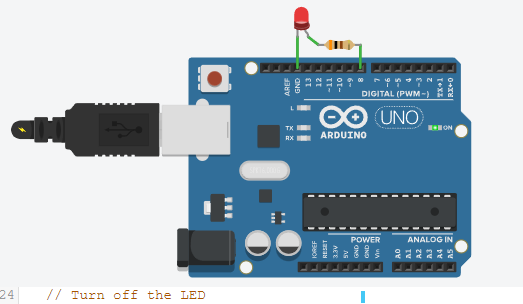 AREF
GND
13
12
~11
~10
~9
8
7
~6
~5
4
~3
2
TX→1
RX←0
DIGITAL (PWM~)
L
TX
RX
ARDUINO
UNO
ON
POWER
ANALOG IN
IOREF
RESET
3.3V
5V
GND
GND
Vin
A0
A1
A2
A3
A4
A5
24 // Turn off the LED